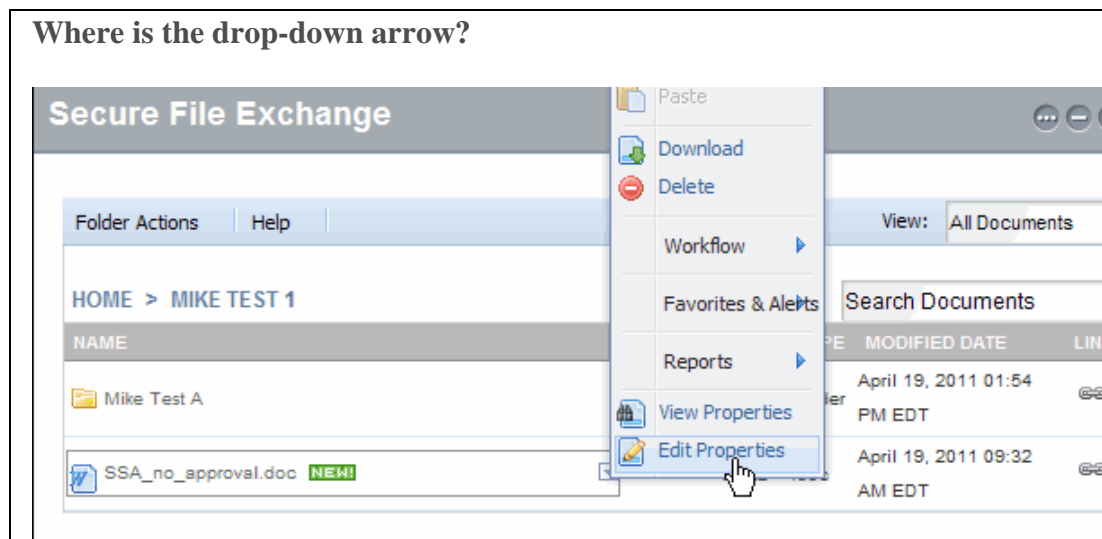 Where is the drop-down arrow?
Secure File Exchange
Paste
Download
Delete
Folder Actions Help
View: All Documents
Workflow
HOME > MIKE TEST 1
Favorites & Alerts
Search Documents
NAME
MODIFIED DATE
Reports
Mike Test A
April 19, 2011 01:54
PM EDT
View Properties
Edit Properties
SSA_no_approval.doc NEW!
April 19, 2011 09:32
AM EDT